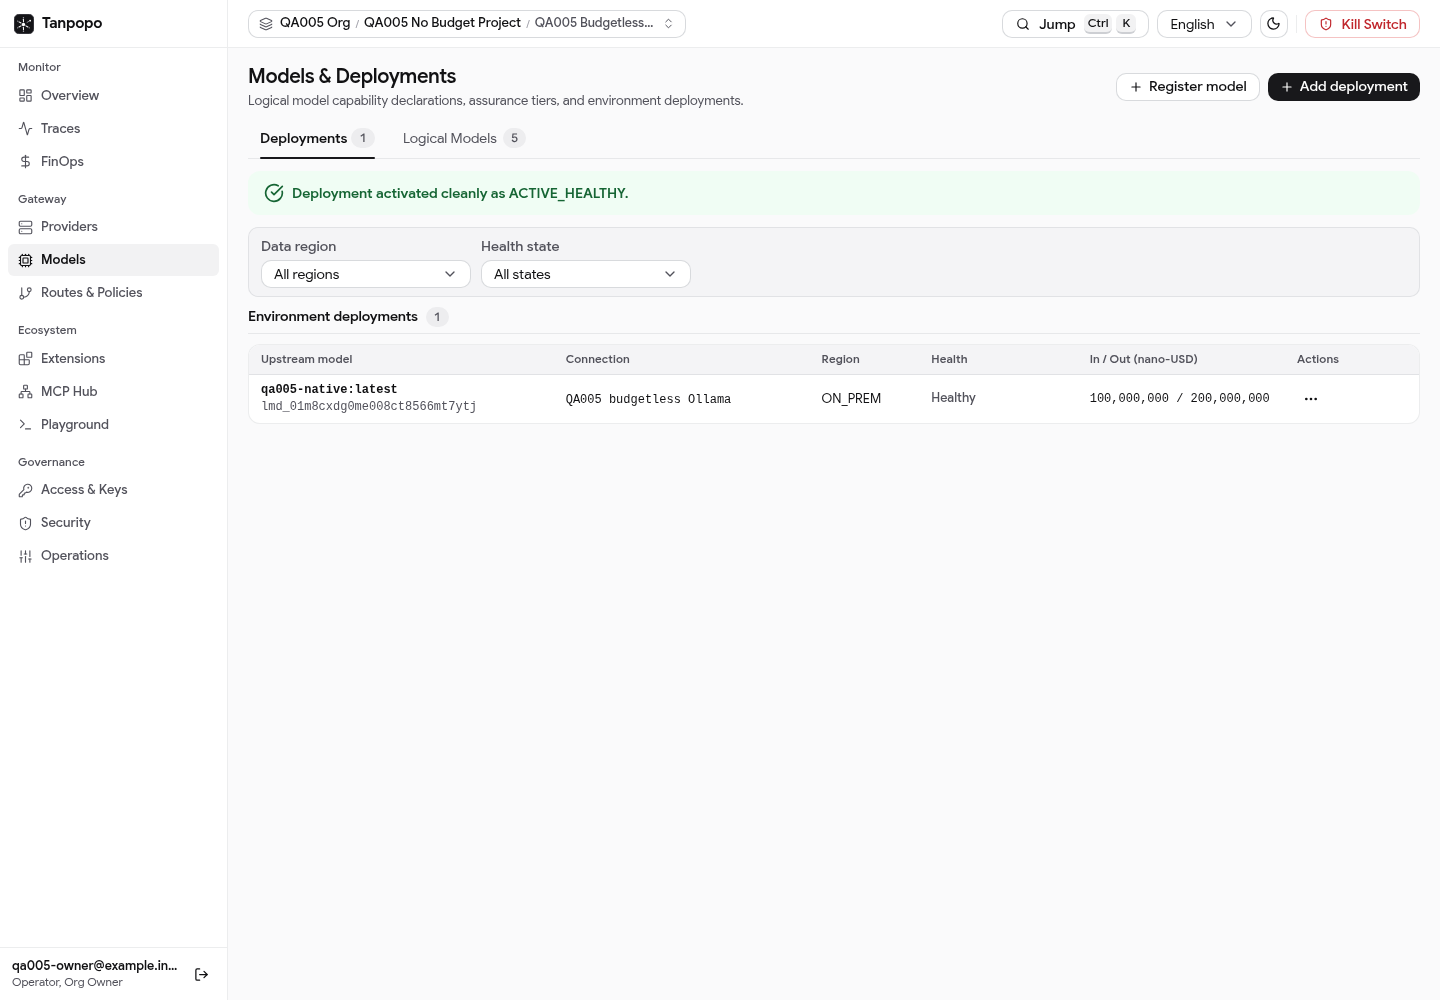 Tanpopo
QA005 Org / QA005 No Budget Project / QA005 Budgetless...
Jump Ctrl K
English
Kill Switch
Monitor
Overview
Traces
FinOps
Gateway
Providers
Models
Routes & Policies
Ecosystem
Extensions
MCP Hub
Playground
Governance
Access & Keys
Security
Operations
qa005-owner@example.in...
Operator, Org Owner
Models & Deployments
Logical model capability declarations, assurance tiers, and environment deployments.
Register model
Add deployment
Deployments 1
Logical Models 5
Deployment activated cleanly as ACTIVE_HEALTHY.
Data region
All regions
Health state
All states
Environment deployments 1
Upstream model Connection Region Health In / Out (nano-USD) Actions
qa005-native:latest
lmd_01m8cxdg0me008ct8566mt7ytj
QA005 budgetless Ollama ON_PREM Healthy 100,000,000 / 200,000,000